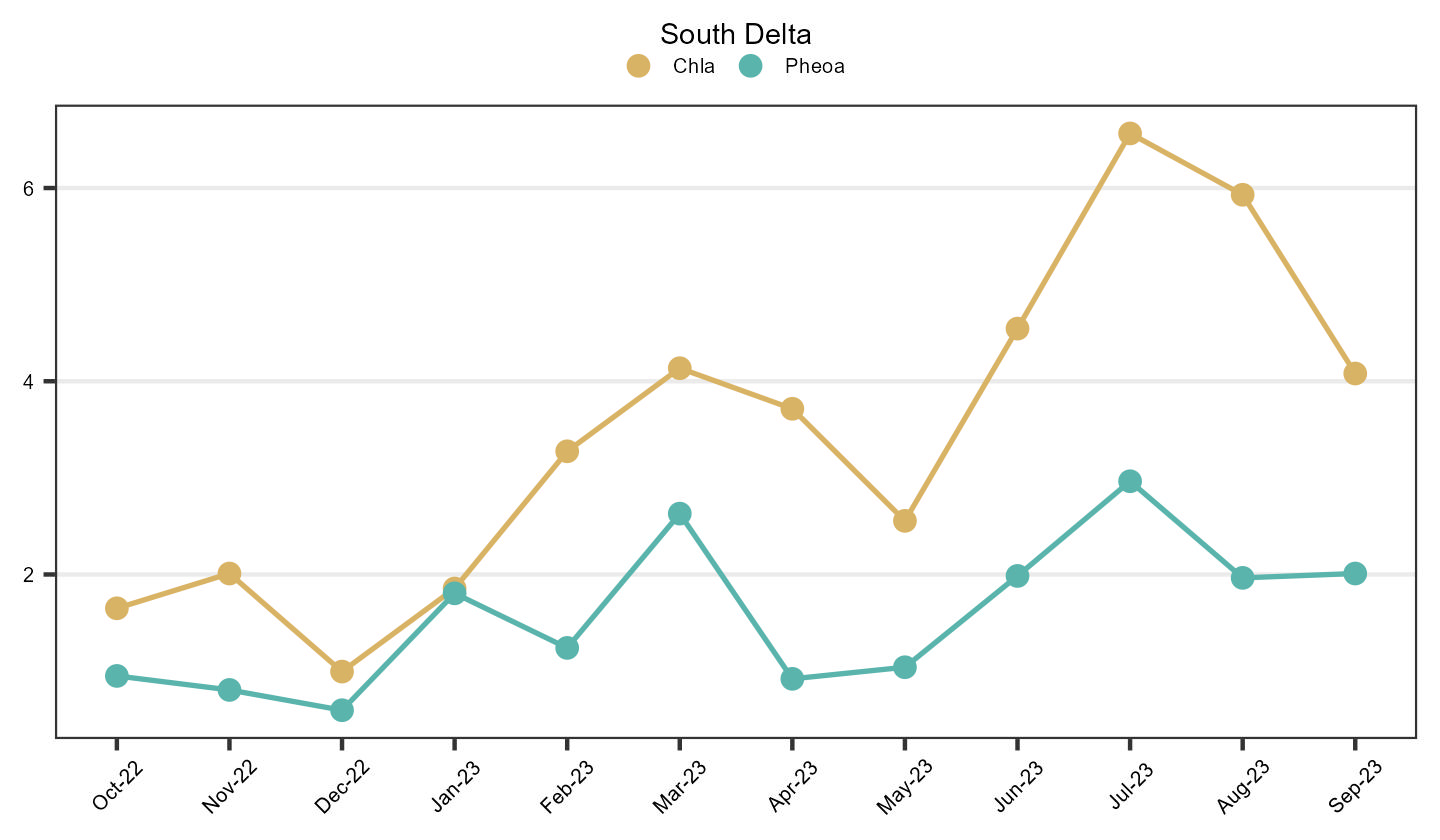 South Delta
Chla Pheoa
6
4
2
Oct-22 Nov-22 Dec-22 Jan-23 Feb-23 Mar-23 Apr-23 May-23 Jun-23 Jul-23 Aug-23 Sep-23